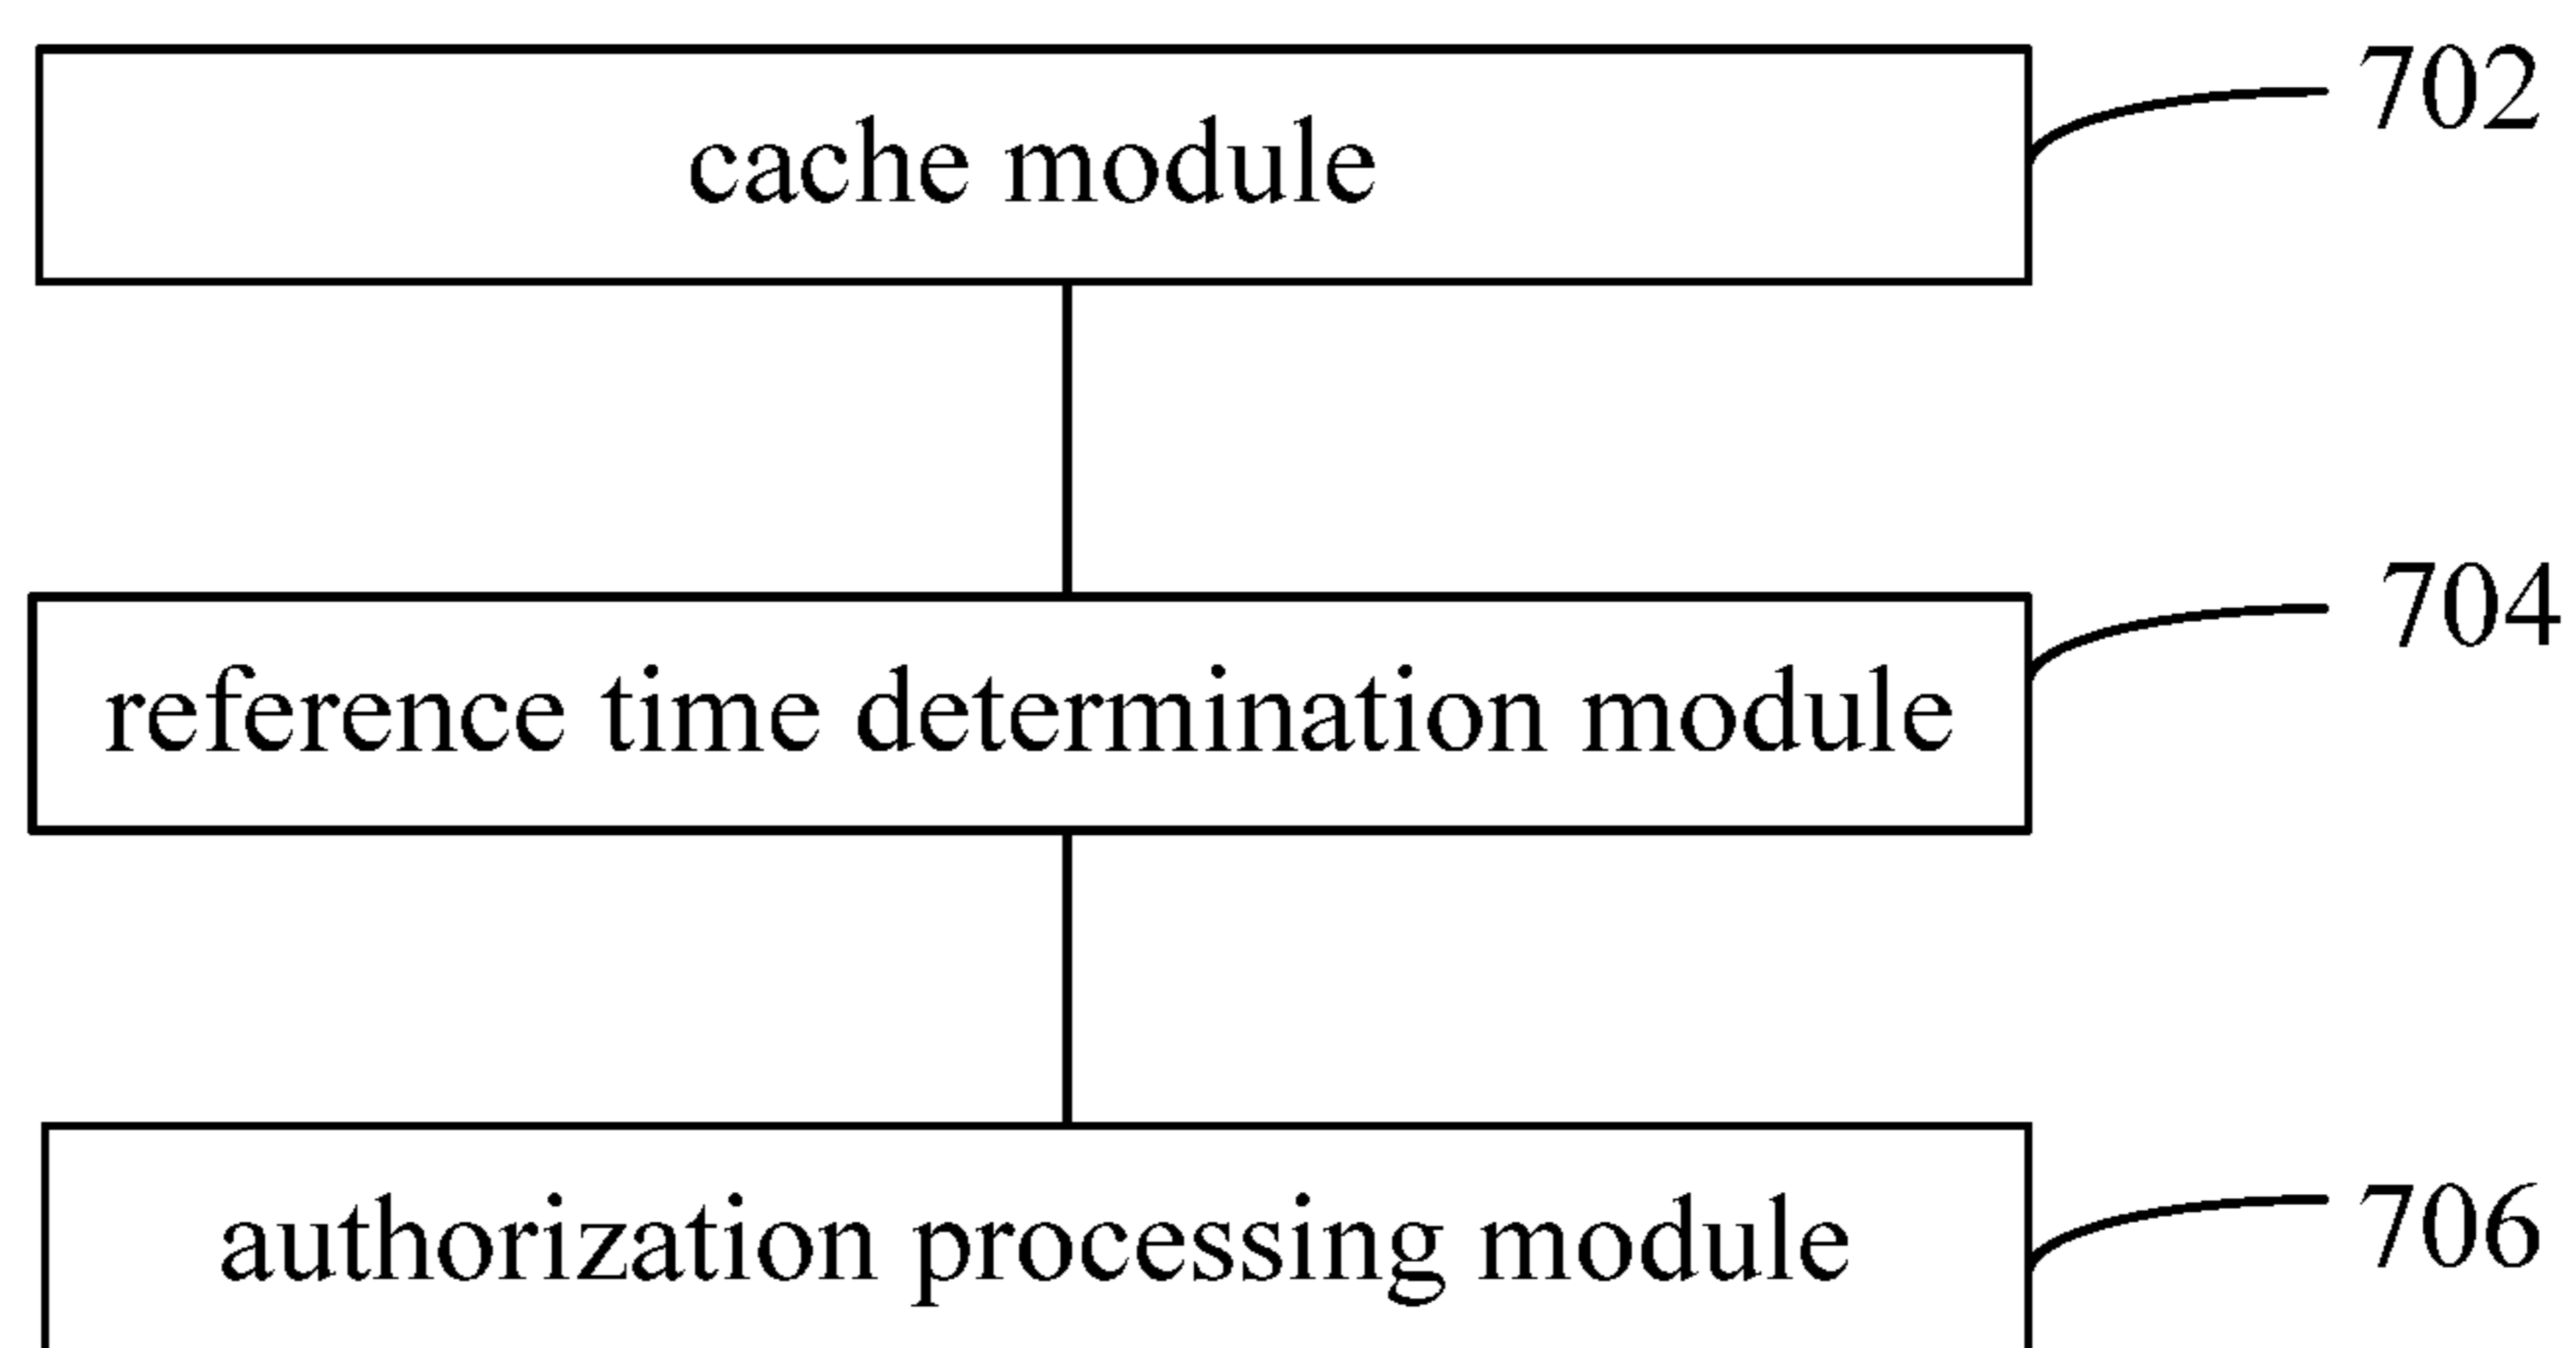 cache module
702
reference time determination module
704
authorization processing module
706